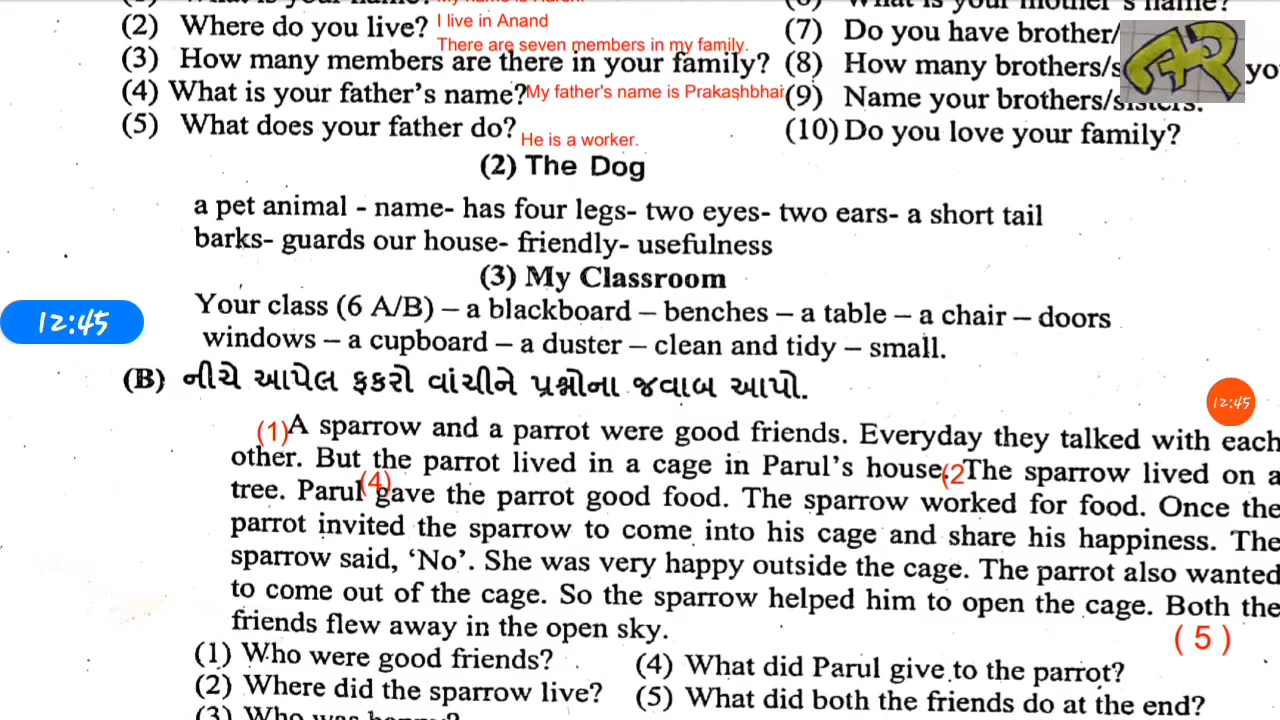 My name is
(2) Where do you live? I live in Anand
(7) Do you have brother/
There are seven members in my family.
(3) How many members are there in your family?
(8) How many brothers/s yo
(4) What is your father's name? My father's name is Prakashbhai
(9) Name your brothers/sisters.
(5) What does your father do? He is a worker.
(10) Do you love your family?
(2) The Dog
a pet animal - name- has four legs- two eyes- two ears- a short tail
barks- guards our house- friendly- usefulness
(3) My Classroom
Your class (6 A/B) – a blackboard – benches – a table – a chair – doors
windows – a cupboard – a duster – clean and tidy – small.
12:45
(B) નીચે આપેલ ફકરો વાંચીને પ્રશ્નોના જવાબ આપો.
12:45
(1) A sparrow and a parrot were good friends. Everyday they talked with each
other. But the parrot lived in a cage in Parul's house. (2 The sparrow lived on a
tree. Parul (4) gave the parrot good food. The sparrow worked for food. Once the
parrot invited the sparrow to come into his cage and share his happiness. The
sparrow said, ‘No’. She was very happy outside the cage. The parrot also wanted
to come out of the cage. So the sparrow helped him to open the cage. Both the
friends flew away in the open sky.
(5)
(1) Who were good friends?
(4) What did Parul give to the parrot?
(2) Where did the sparrow live?
(5) What did both the friends do at the end?
(3) Who was happy?